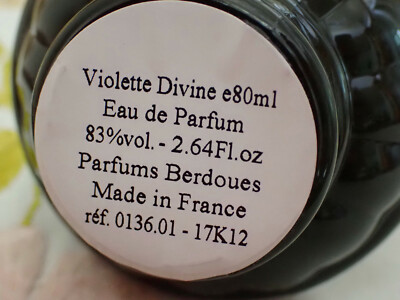 Violette Divine e80ml
Eau de Parfum
83%vol. - 2.64Fl.oz
Parfums Berdoues
Made in France
réf. 0136.01 - 17K12